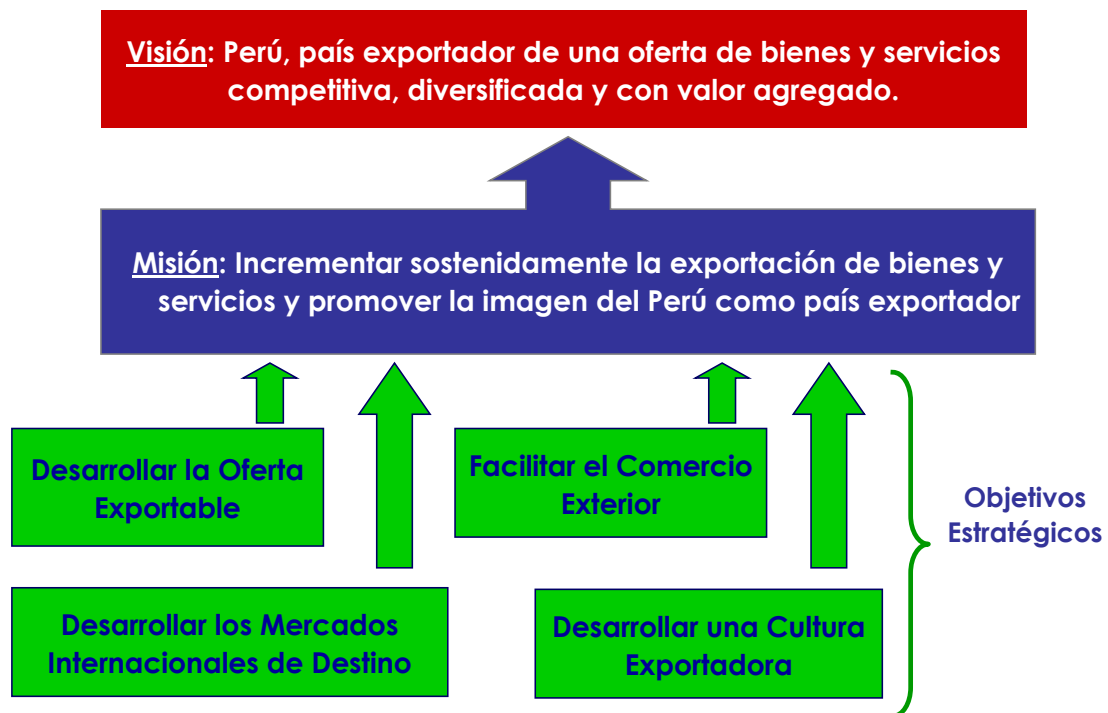 Visión: Perú, país exportador de una oferta de bienes y servicios
competitiva, diversificada y con valor agregado.
Misión: Incrementar sostenidamente la exportación de bienes y
servicios y promover la imagen del Perú como país exportador
Desarrollar la Oferta
Exportable
Facilitar el Comercio
Exterior
Objetivos
Estratégicos
Desarrollar los Mercados
Internacionales de Destino
Desarrollar una Cultura
Exportadora